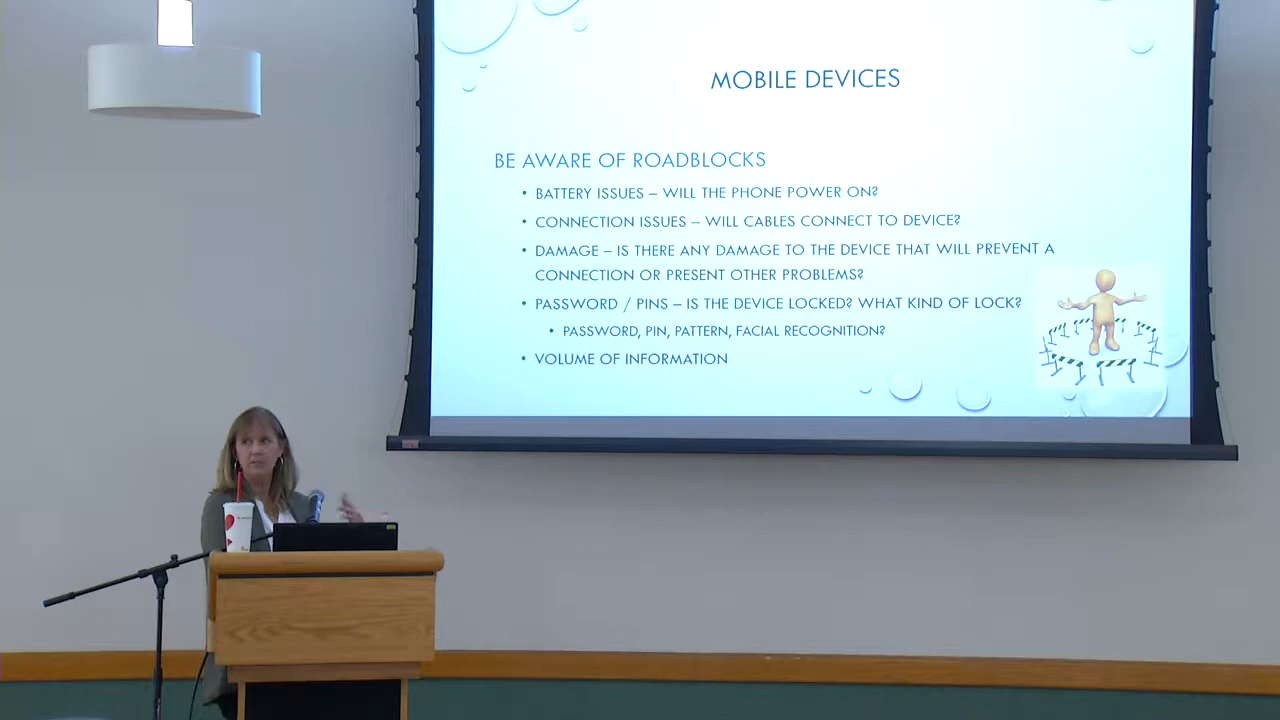 MOBILE DEVICES
BE AWARE OF ROADBLOCKS
• BATTERY ISSUES – WILL THE PHONE POWER ON?
• CONNECTION ISSUES – WILL CABLES CONNECT TO DEVICE?
• DAMAGE – IS THERE ANY DAMAGE TO THE DEVICE THAT WILL PREVENT A
CONNECTION OR PRESENT OTHER PROBLEMS?
• PASSWORD / PINS – IS THE DEVICE LOCKED? WHAT KIND OF LOCK?
• PASSWORD, PIN, PATTERN, FACIAL RECOGNITION?
• VOLUME OF INFORMATION